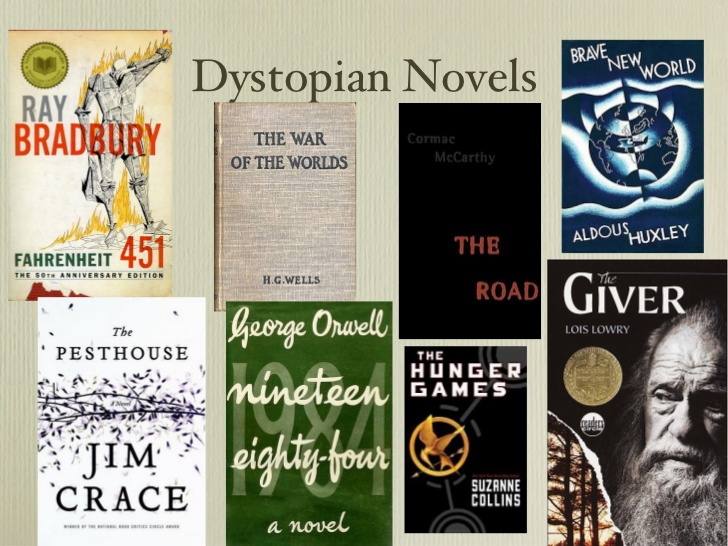 Dystopian Novels
RAY
BRADBURY
FAHRENHEIT 451
THE 50TH ANNIVERSARY EDITION
THE WAR
OF THE WORLDS
H.G.WELLS
Cormac
McCarthy
THE
ROAD
BRAVE
NEW
WORLD
ALDOUS
HUXLEY
The
PESTHOUSE
A Novel
JIM
CRACE
WINNER OF THE NATIONAL BOOK CRITICS CIRCLE AWARD
George Orwell
1984
nineteen
eighty-four
a novel
THE
HUNGER
GAMES
SUZANNE
COLLINS
The
GIVER
LOIS LOWRY